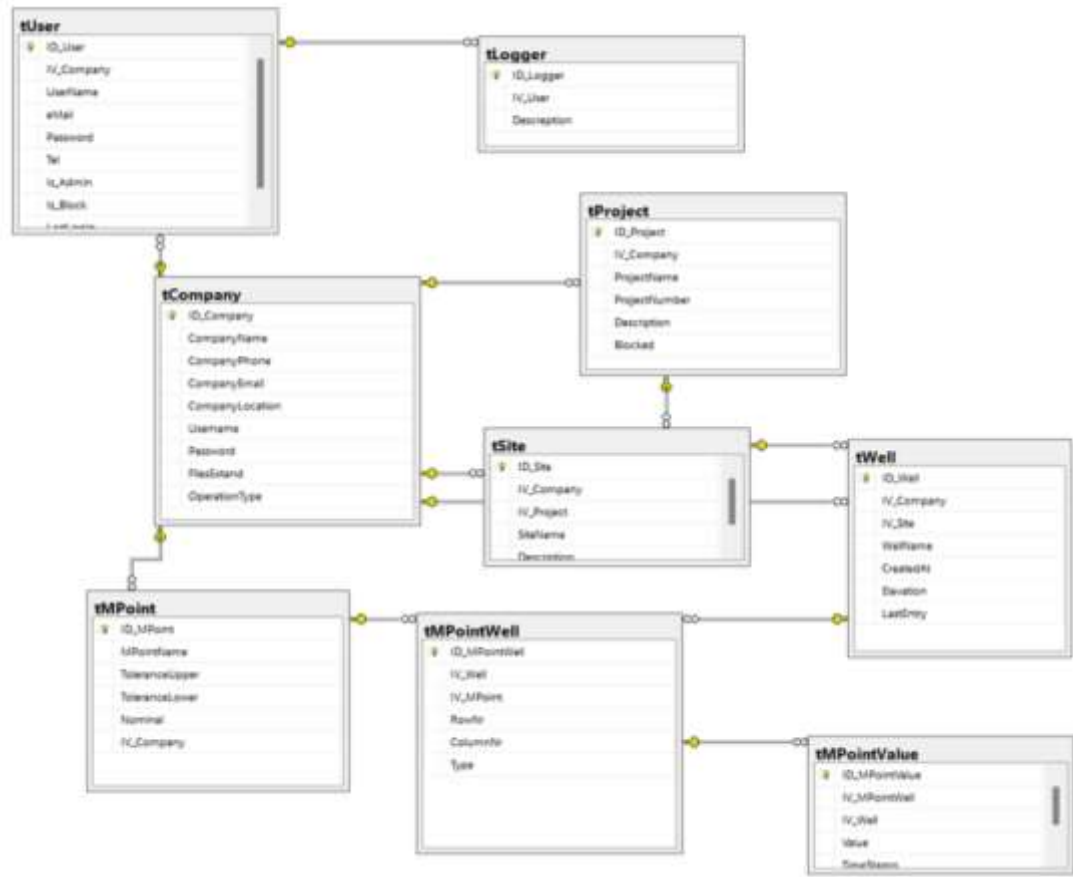 tUser
ID_User
IV_Company
UserName
eMail
Password
Tel
Is_Admin
Is_Block
LastLogin
tLogger
ID_Logger
IV_User
Descreption
tProject
ID_Project
IV_Company
ProjectName
ProjectNumber
Description
Blocked
tCompany
ID_Company
CompanyName
CompanyPhone
CompanyEmail
CompanyLocation
Username
Password
FilesExtand
OperationType
tSite
ID_Site
IV_Company
IV_Project
SiteName
Description
tWell
ID_Well
IV_Company
IV_Site
WellName
CreatedAt
Elevation
LastEntry
tMPoint
ID_MPoint
MPointName
ToleranceUpper
ToleranceLower
Nominal
IV_Company
tMPointWell
ID_MPointWell
IV_Well
IV_MPoint
RowNr
ColumnNr
Type
tMPointValue
ID_MPointValue
IV_MPointWell
IV_Well
Value